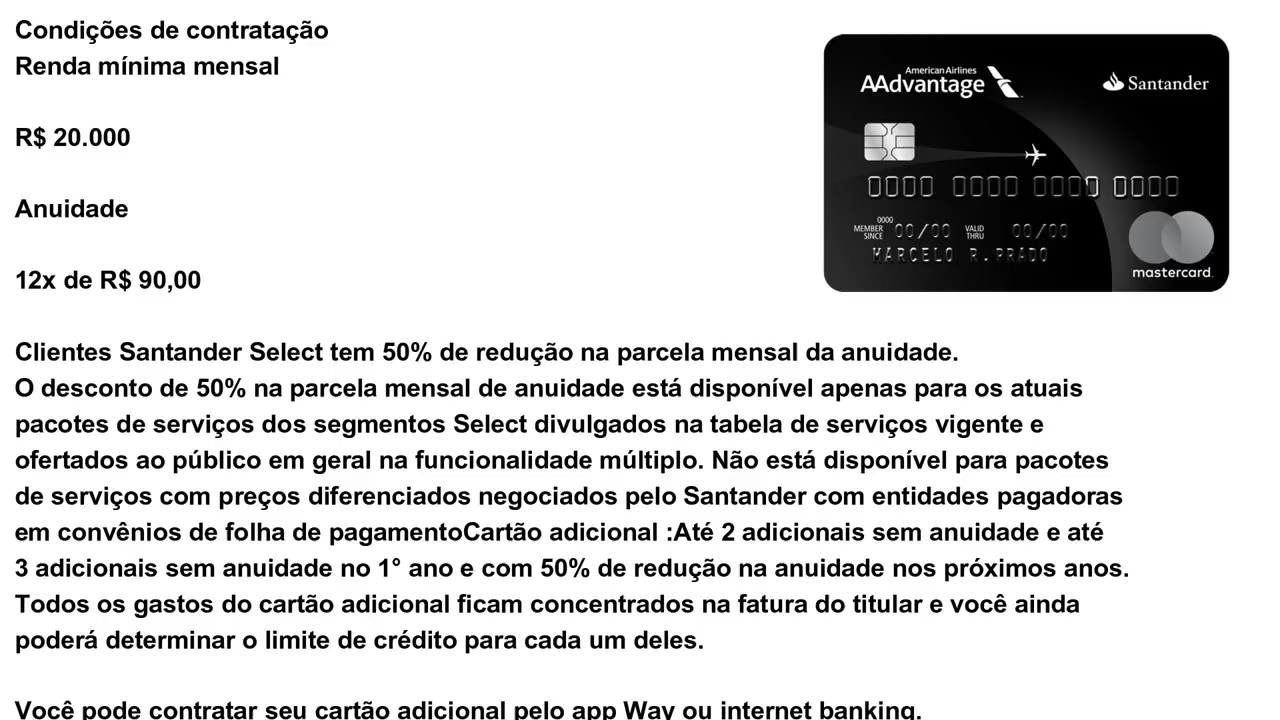 Condições de contratação
Renda mínima mensal
R$ 20.000
Anuidade
12x de R$ 90,00
American Airlines
AAdvantage
Santander
0000 0000 0000 0000
0000
MEMBER SINCE 00/00 VALID THRU 00/00
MARCELO R.PRADO
mastercard.
Clientes Santander Select tem 50% de redução na parcela mensal da anuidade.
O desconto de 50% na parcela mensal de anuidade está disponível apenas para os atuais
pacotes de serviços dos segmentos Select divulgados na tabela de serviços vigente e
ofertados ao público em geral na funcionalidade múltiplo. Não está disponível para pacotes
de serviços com preços diferenciados negociados pelo Santander com entidades pagadoras
em convênios de folha de pagamentoCartão adicional :Até 2 adicionais sem anuidade e até
3 adicionais sem anuidade no 1° ano e com 50% de redução na anuidade nos próximos anos.
Todos os gastos do cartão adicional ficam concentrados na fatura do titular e você ainda
poderá determinar o limite de crédito para cada um deles.
Você pode contratar seu cartão adicional pelo app Way ou internet banking.